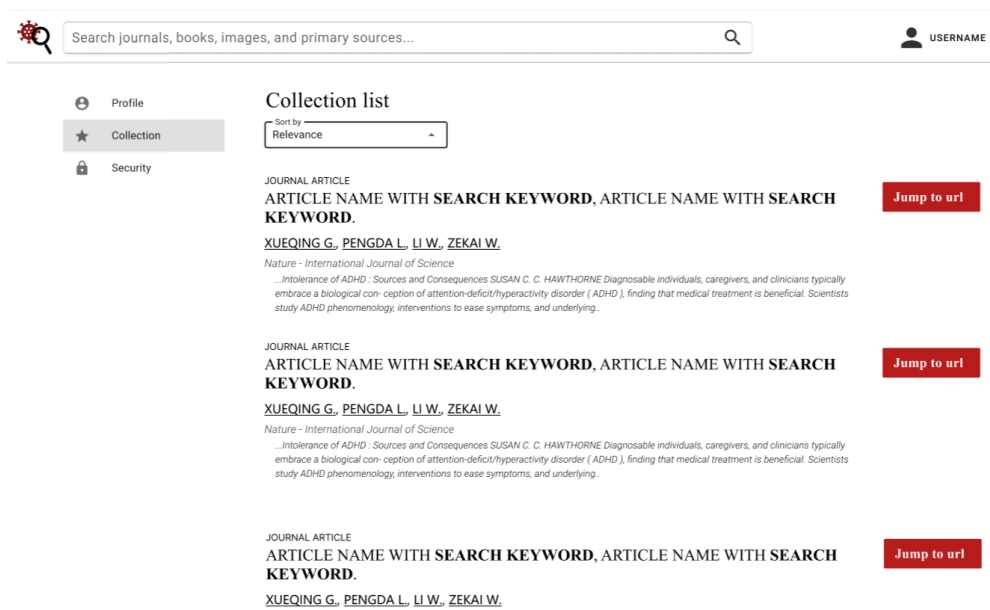 Search journals, books, images, and primary sources...
USERNAME
Profile
Collection
Security
Collection list
Sort by
Relevance
JOURNAL ARTICLE
ARTICLE NAME WITH SEARCH KEYWORD, ARTICLE NAME WITH SEARCH
KEYWORD.
Jump to url
XUEQING G., PENGDA L., LI W., ZEKAI W.
Nature - International Journal of Science
...Intolerance of ADHD : Sources and Consequences SUSAN C. C. HAWTHORNE Diagnosable individuals, caregivers, and clinicians typically
embrace a biological con- ception of attention-deficit/hyperactivity disorder ( ADHD ), finding that medical treatment is beneficial. Scientists
study ADHD phenomenology, interventions to ease symptoms, and underlying..
JOURNAL ARTICLE
ARTICLE NAME WITH SEARCH KEYWORD, ARTICLE NAME WITH SEARCH
KEYWORD.
Jump to url
XUEQING G., PENGDA L., LI W., ZEKAI W.
Nature - International Journal of Science
...Intolerance of ADHD : Sources and Consequences SUSAN C. C. HAWTHORNE Diagnosable individuals, caregivers, and clinicians typically
embrace a biological con- ception of attention-deficit/hyperactivity disorder ( ADHD ), finding that medical treatment is beneficial. Scientists
study ADHD phenomenology, interventions to ease symptoms, and underlying..
JOURNAL ARTICLE
ARTICLE NAME WITH SEARCH KEYWORD, ARTICLE NAME WITH SEARCH
KEYWORD.
Jump to url
XUEQING G., PENGDA L., LI W., ZEKAI W.